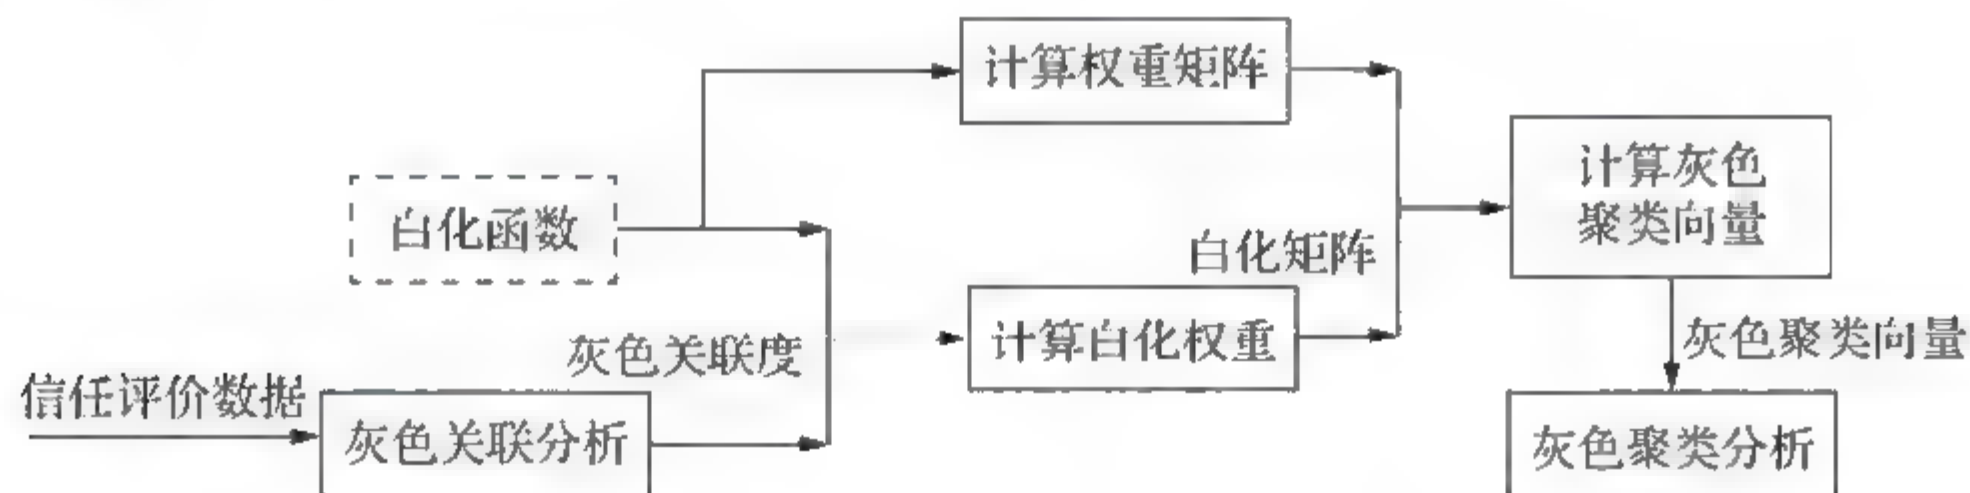 计算权重矩阵
计算灰色
聚类向量
白化函数
白化矩阵
灰色关联度
计算白化权重
灰色聚类向量
信任评价数据
灰色关联分析
灰色聚类分析